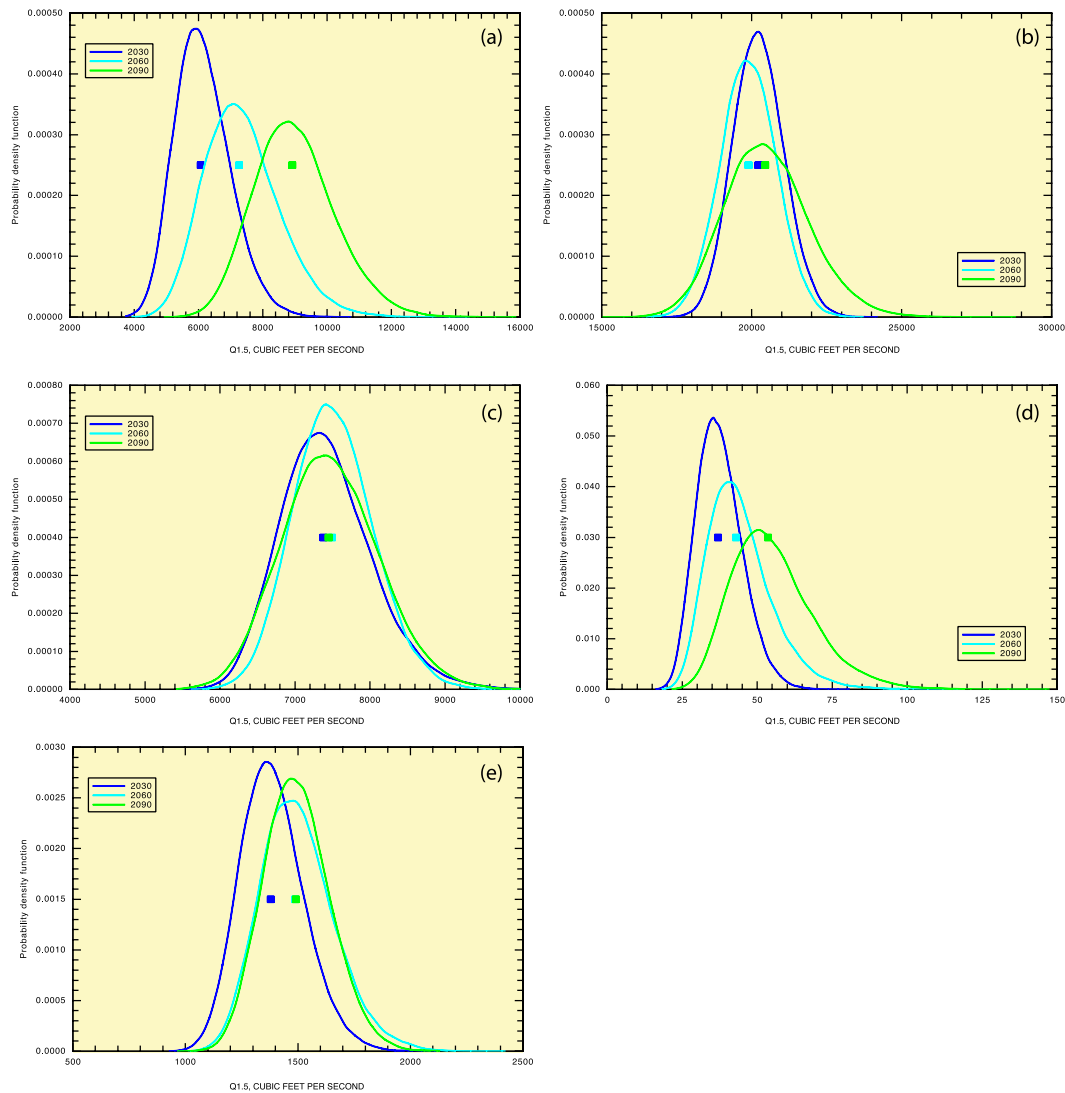 (a)
0.00050
0.00040
0.00030
0.00020
0.00010
0.00000
Probability density function
2030
2060
2090
2000 4000 6000 8000 10000 12000 14000 16000
Q1.5, CUBIC FEET PER SECOND
(b)
0.00050
0.00040
0.00030
0.00020
0.00010
0.00000
Probability density function
2030
2060
2090
15000 20000 25000 30000
Q1.5, CUBIC FEET PER SECOND
(c)
0.00080
0.00070
0.00060
0.00050
0.00040
0.00030
0.00020
0.00010
0.00000
Probability density function
2030
2060
2090
4000 5000 6000 7000 8000 9000 10000
Q1.5, CUBIC FEET PER SECOND
(d)
0.060
0.050
0.040
0.030
0.020
0.010
0.000
Probability density function
2030
2060
2090
0 25 50 75 100 125 150
Q1.5, CUBIC FEET PER SECOND
(e)
0.0030
0.0025
0.0020
0.0015
0.0010
0.0005
0.0000
Probability density function
2030
2060
2090
500 1000 1500 2000 2500
Q1.5, CUBIC FEET PER SECOND